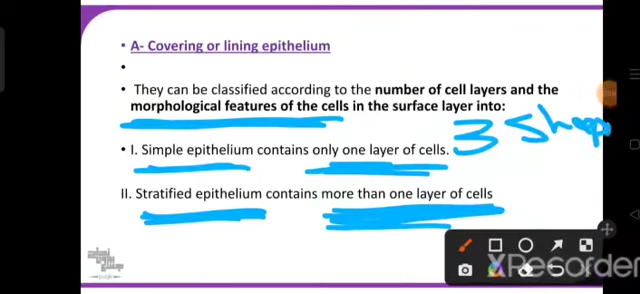 • A- Covering or lining epithelium
•
• They can be classified according to the number of cell layers and the
morphological features of the cells in the surface layer into:
3 Shap
• I. Simple epithelium contains only one layer of cells.
II. Stratified epithelium contains more than one layer of cells
XRecorder